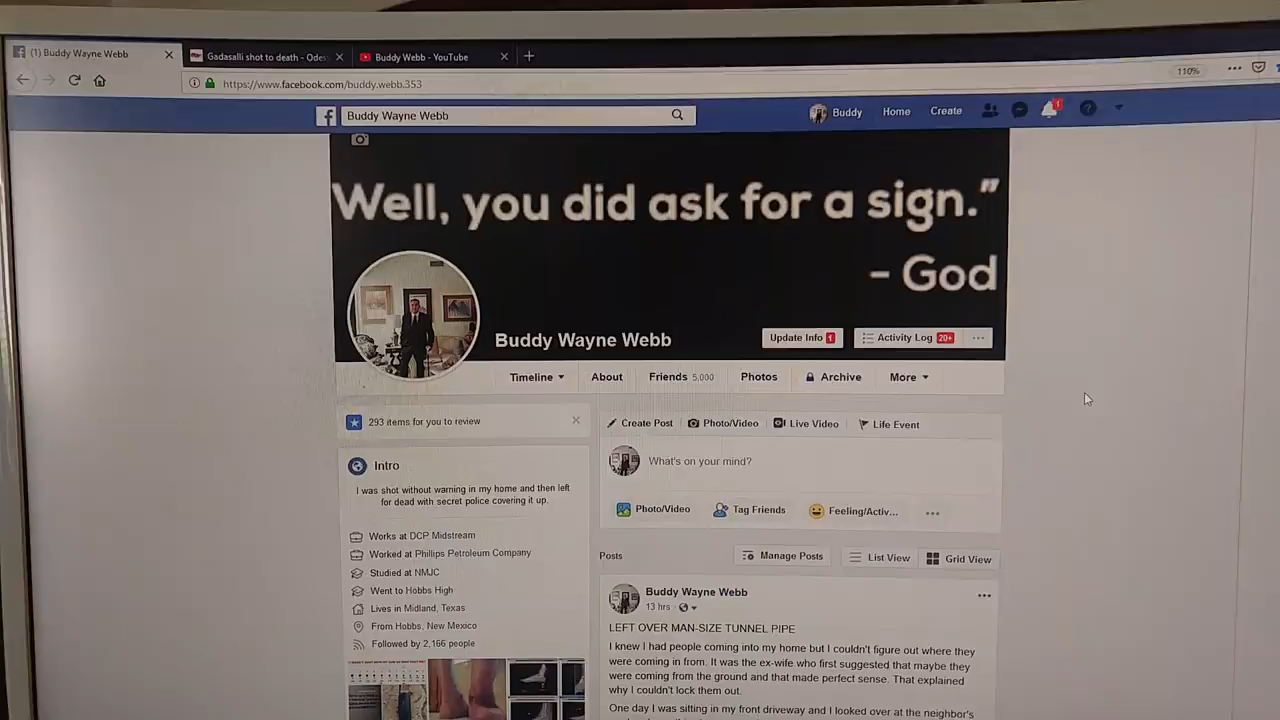 (1) Buddy Wayne Webb
Gadasalli shot to death - Odes
Buddy Webb - YouTube
https://www.facebook.com/buddy.webb.353
110%
Buddy Wayne Webb
Buddy
Home
Create
1
Well, you did ask for a sign.”
- God
Buddy Wayne Webb
Update Info 1
Activity Log 20+
Timeline
About
Friends 5,000
Photos
Archive
More
293 items for you to review
Create Post
Photo/Video
Live Video
Life Event
What's on your mind?
Photo/Video
Tag Friends
Feeling/Activ...
Intro
I was shot without warning in my home and then left
for dead with secret police covering it up.
Works at DCP Midstream
Worked at Phillips Petroleum Company
Studied at NMJC
Went to Hobbs High
Lives in Midland, Texas
From Hobbs, New Mexico
Followed by 2,166 people
Posts
Manage Posts
List View
Grid View
Buddy Wayne Webb
13 hrs
LEFT OVER MAN-SIZE TUNNEL PIPE
I knew I had people coming into my home but I couldn't figure out where they
were coming in from. It was the ex-wife who first suggested that maybe they
were coming from the ground and that made perfect sense. That explained
why I couldn't lock them out.
One day I was sitting in my front driveway and I looked over at the neighbor's